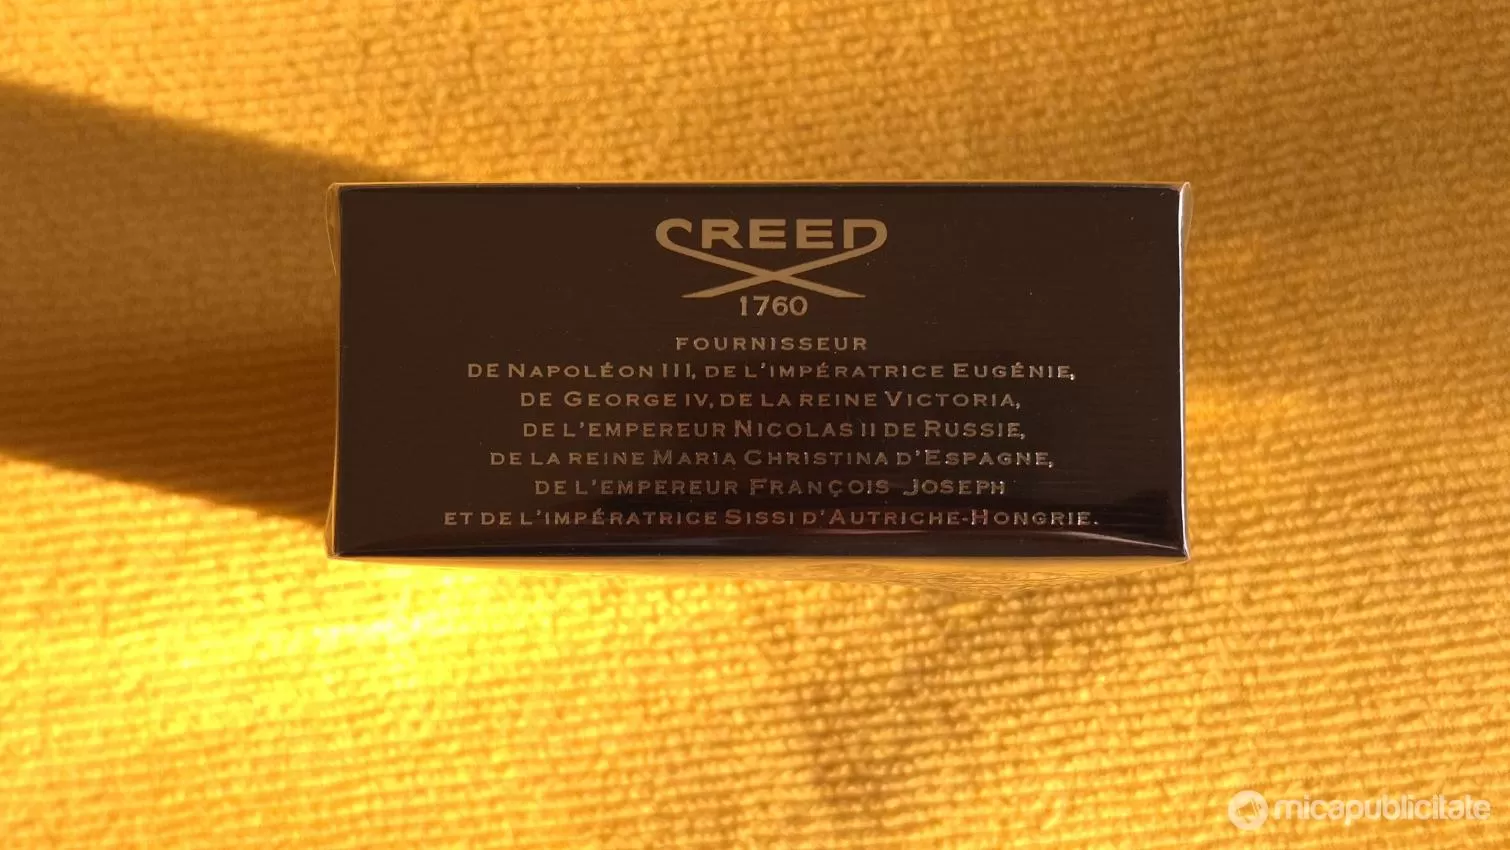 CREED
1760
FOURNISSEUR
DE NAPOLÉON III, DE L'IMPÉRATRICE EUGÉNIE,
DE GEORGE IV, DE LA REINE VICTORIA,
DE L'EMPEREUR NICOLAS II DE RUSSIE,
DE LA REINE MARIA CHRISTINA D'ESPAGNE,
DE L'EMPEREUR FRANÇOIS JOSEPH
ET DE L'IMPÉRATRICE SISSI D'AUTRICHE-HONGRIE.
micapublicitate